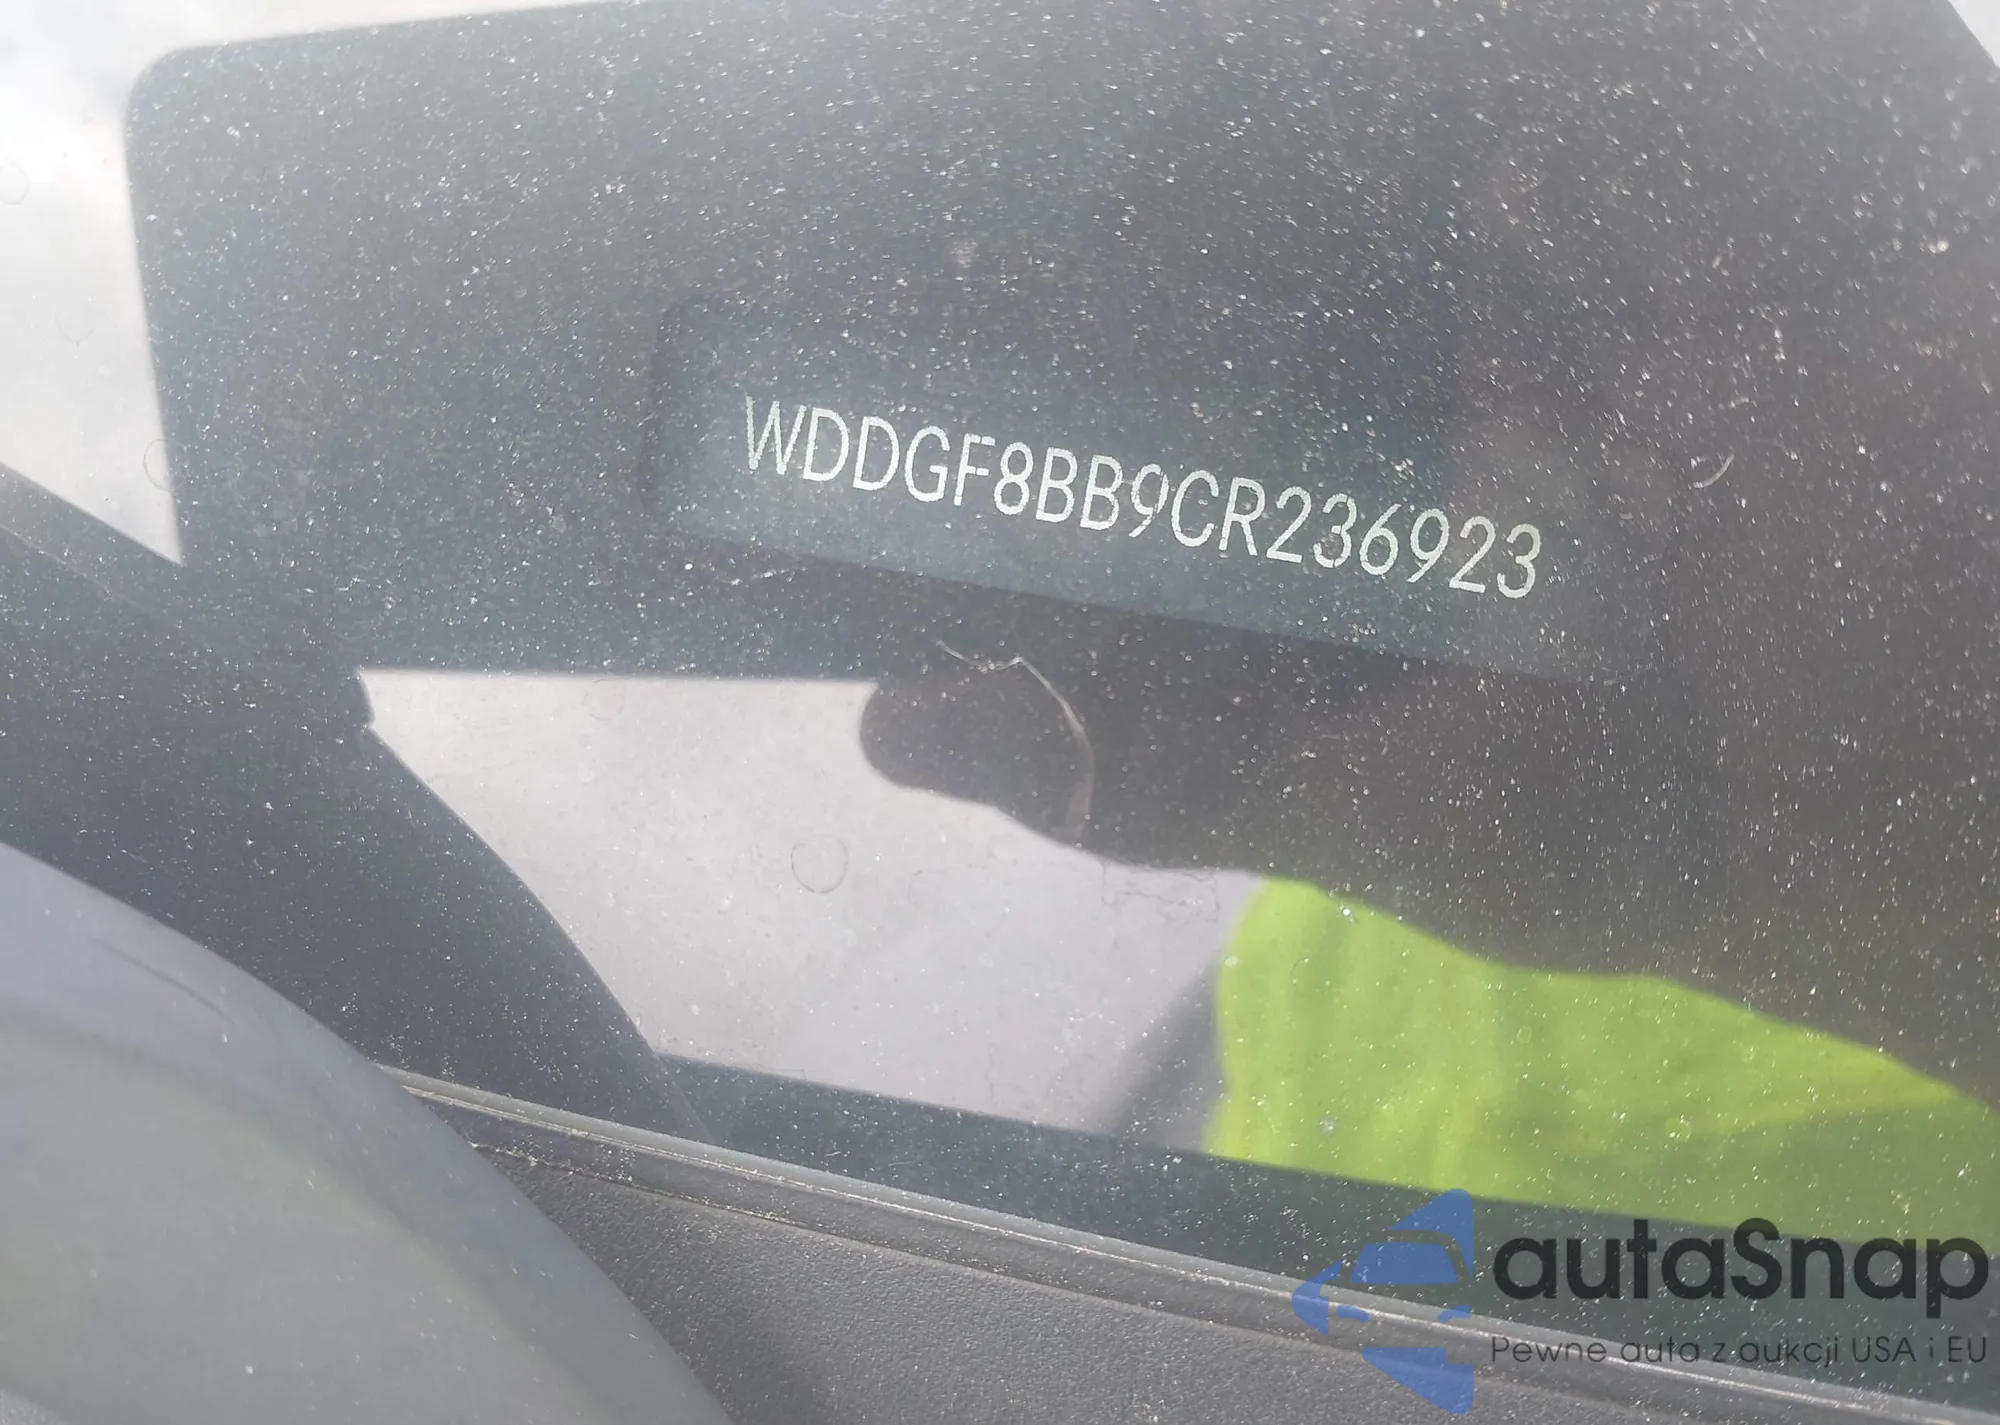 WDDGF8BB9CR236923
autaSnap
Pewne auta z aukcji USA i EU